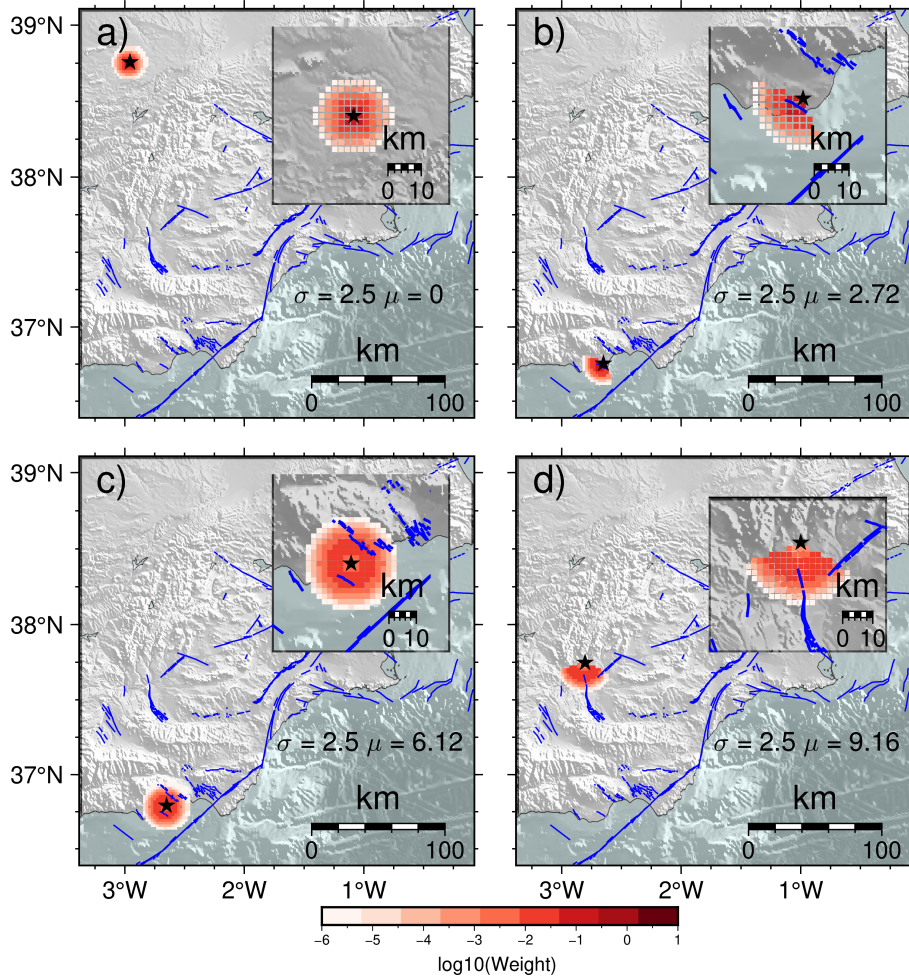 39°N
38°N
37°N
a)
km
0 10
σ = 2.5 μ = 0
km
0 100
b)
km
0 10
σ = 2.5 μ = 2.72
km
0 100
39°N
38°N
37°N
c)
km
0 10
σ = 2.5 μ = 6.12
km
0 100
d)
km
0 10
σ = 2.5 μ = 9.16
km
0 100
3°W 2°W 1°W
3°W 2°W 1°W
−6 −5 −4 −3 −2 −1 0 1
log10(Weight)